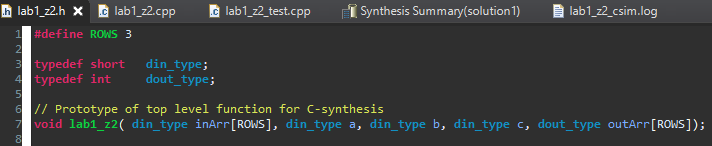 lab1_z2.h lab1_z2.cpp lab1_z2_test.cpp Synthesis Summary(solution1) lab1_z2_csim.log
1 #define ROWS 3
2
3 typedef short din_type;
4 typedef int dout_type;
5
6 // Prototype of top level function for C-synthesis
7 void lab1_z2( din_type inArr[ROWS], din_type a, din_type b, din_type c, dout_type outArr[ROWS]);
8